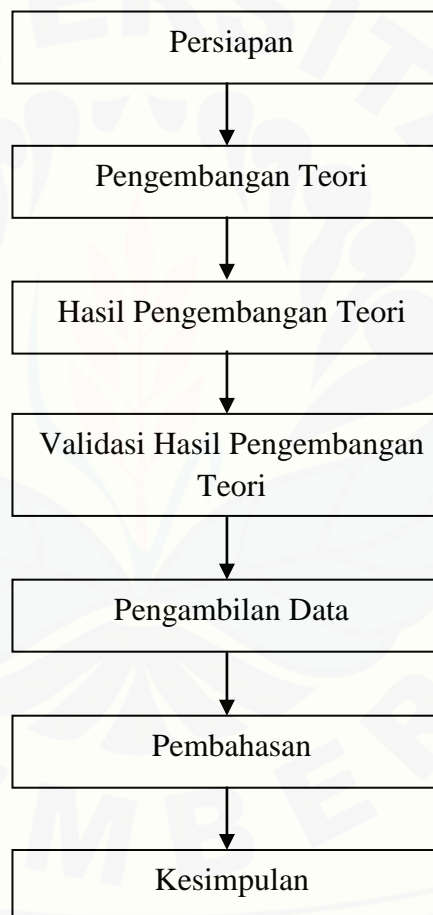 Persiapan
Pengembangan Teori
Hasil Pengembangan Teori
Validasi Hasil Pengembangan
Teori
Pengambilan Data
Pembahasan
Kesimpulan